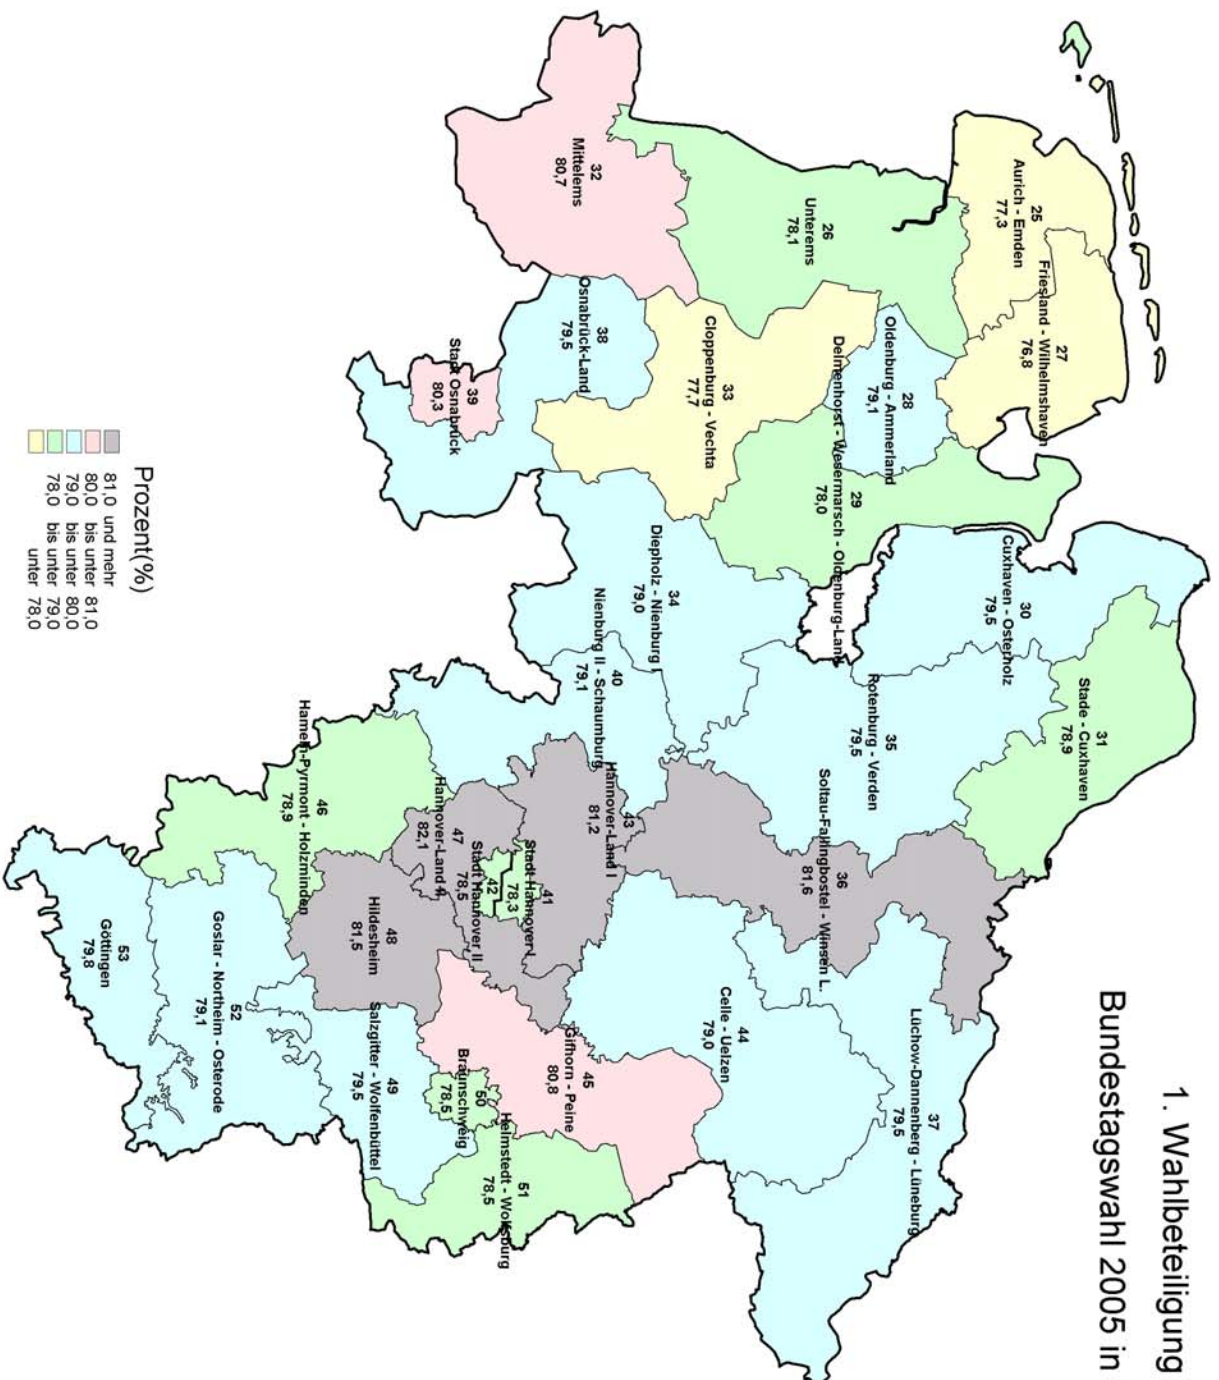 1. Wahlbeteiligung
Bundestagswahl 2005 in
25
Aurich - Emden
77,3
27
Friesland - Wilhelmshaven
76,8
26
Unterems
78,1
28
Oldenburg - Ammerland
79,1
29
Delmenhorst - Wesermarsch - Oldenburg-Land
78,0
30
Cuxhaven - Osterholz
79,5
31
Stade - Cuxhaven
78,9
32
Mittelems
80,7
33
Cloppenburg - Vechta
77,7
34
Diepholz - Nienburg I
79,0
35
Rotenburg - Verden
79,5
36
Soltau-Fallingbostel - Winsen L.
81,6
37
Lüchow-Dannenberg - Lüneburg
79,5
38
Osnabrück-Land
79,5
39
Stadt Osnabrück
80,3
40
Nienburg II - Schaumburg
79,1
43
Hannover-Land I
81,2
41
Stadt Hannover I
78,3
42
Stadt Hannover II
78,5
47
Hannover-Land II
82,1
44
Celle - Uelzen
79,0
45
Gifhorn - Peine
80,8
46
Hameln-Pyrmont - Holzminden
78,9
48
Hildesheim
81,5
49
Salzgitter - Wolfenbüttel
79,5
50
Braunschweig
78,5
51
Helmstedt - Wolfsburg
78,5
52
Goslar - Northeim - Osterode
79,1
53
Göttingen
79,8
Prozent(%)
81,0 und mehr
80,0 bis unter 81,0
79,0 bis unter 80,0
78,0 bis unter 79,0
unter 78,0